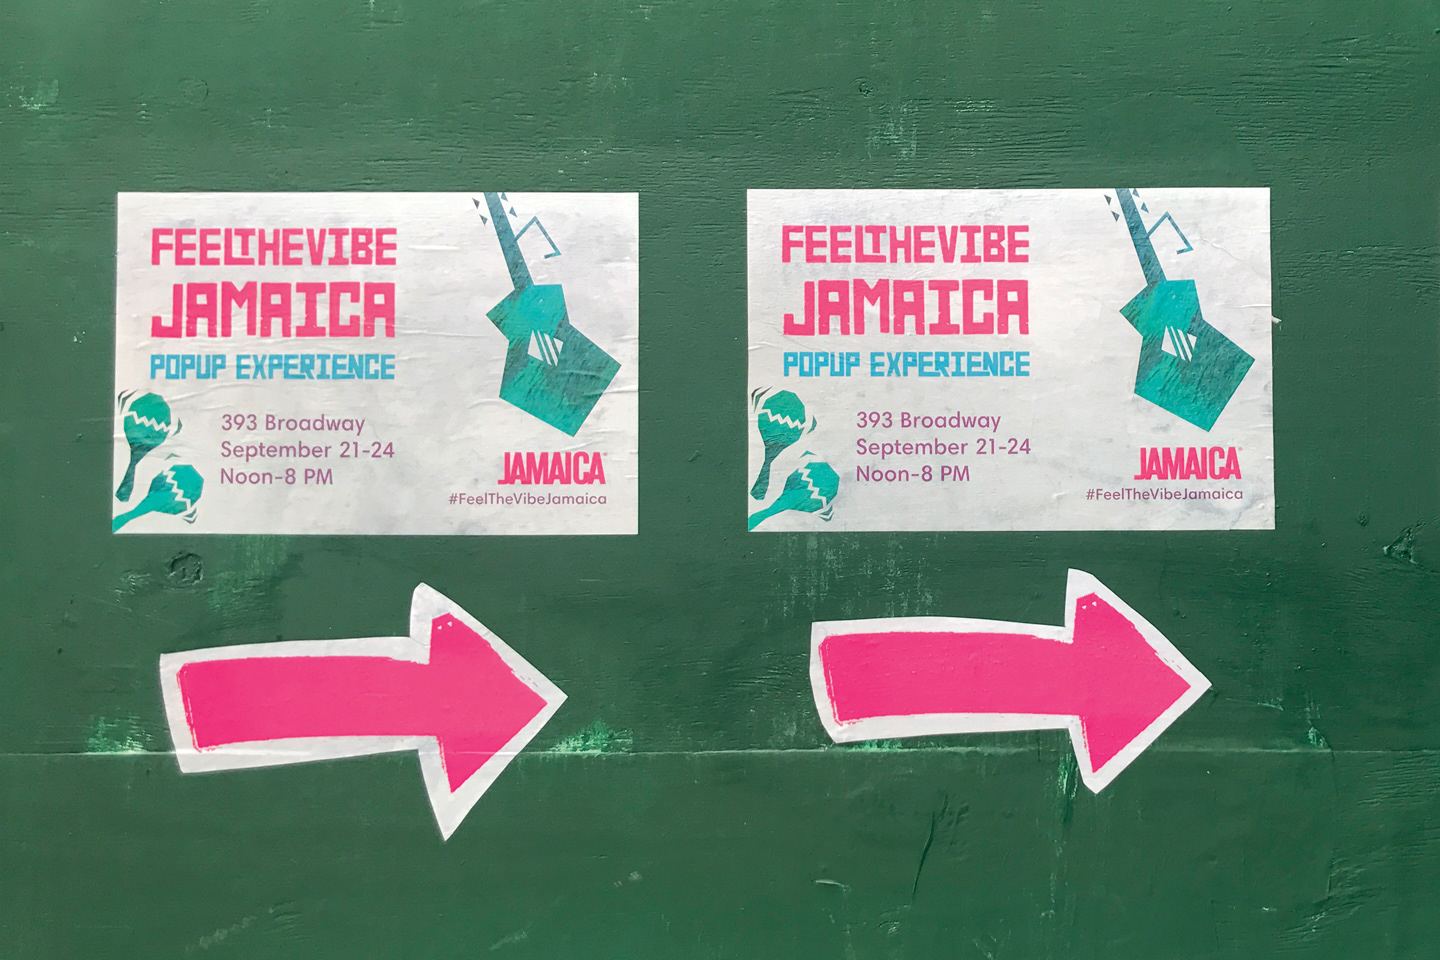 FEELTHEVIBE
JAMAICA
POPUP EXPERIENCE
393 Broadway
September 21-24
Noon-8 PM
JAMAICA
#FeelTheVibeJamaica
FEELTHEVIBE
JAMAICA
POPUP EXPERIENCE
393 Broadway
September 21-24
Noon-8 PM
JAMAICA
#FeelTheVibeJamaica